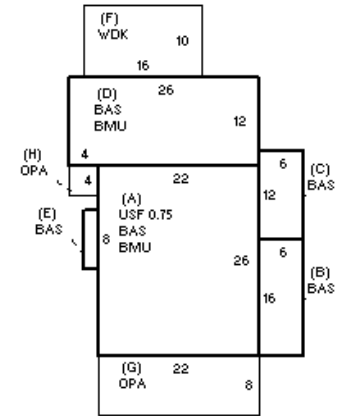 (F)
WDK
10
16
26
(D)
BAS
BMU
12
(H)
OPA
4
4
22
6
(C)
BAS
12
(A)
USF 0.75
BAS
BMU
(E)
BAS
8
26
6
(B)
BAS
16
(G)
OPA
22
8